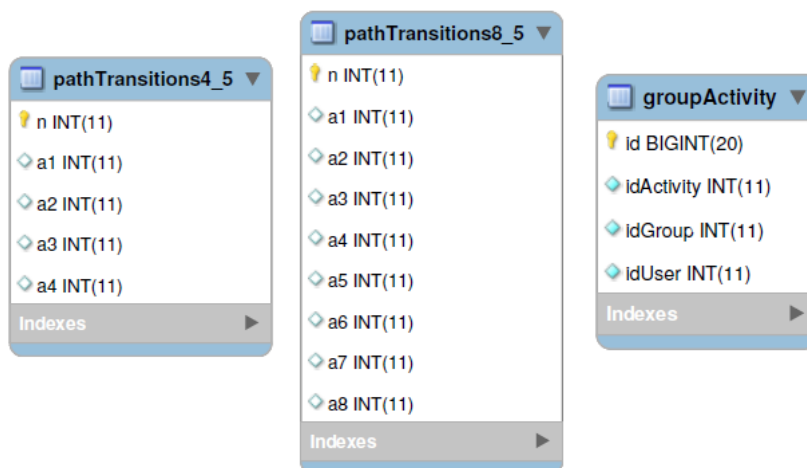 pathTransitions4_5
n INT(11)
a1 INT(11)
a2 INT(11)
a3 INT(11)
a4 INT(11)
Indexes
pathTransitions8_5
n INT(11)
a1 INT(11)
a2 INT(11)
a3 INT(11)
a4 INT(11)
a5 INT(11)
a6 INT(11)
a7 INT(11)
a8 INT(11)
Indexes
groupActivity
id BIGINT(20)
idActivity INT(11)
idGroup INT(11)
idUser INT(11)
Indexes